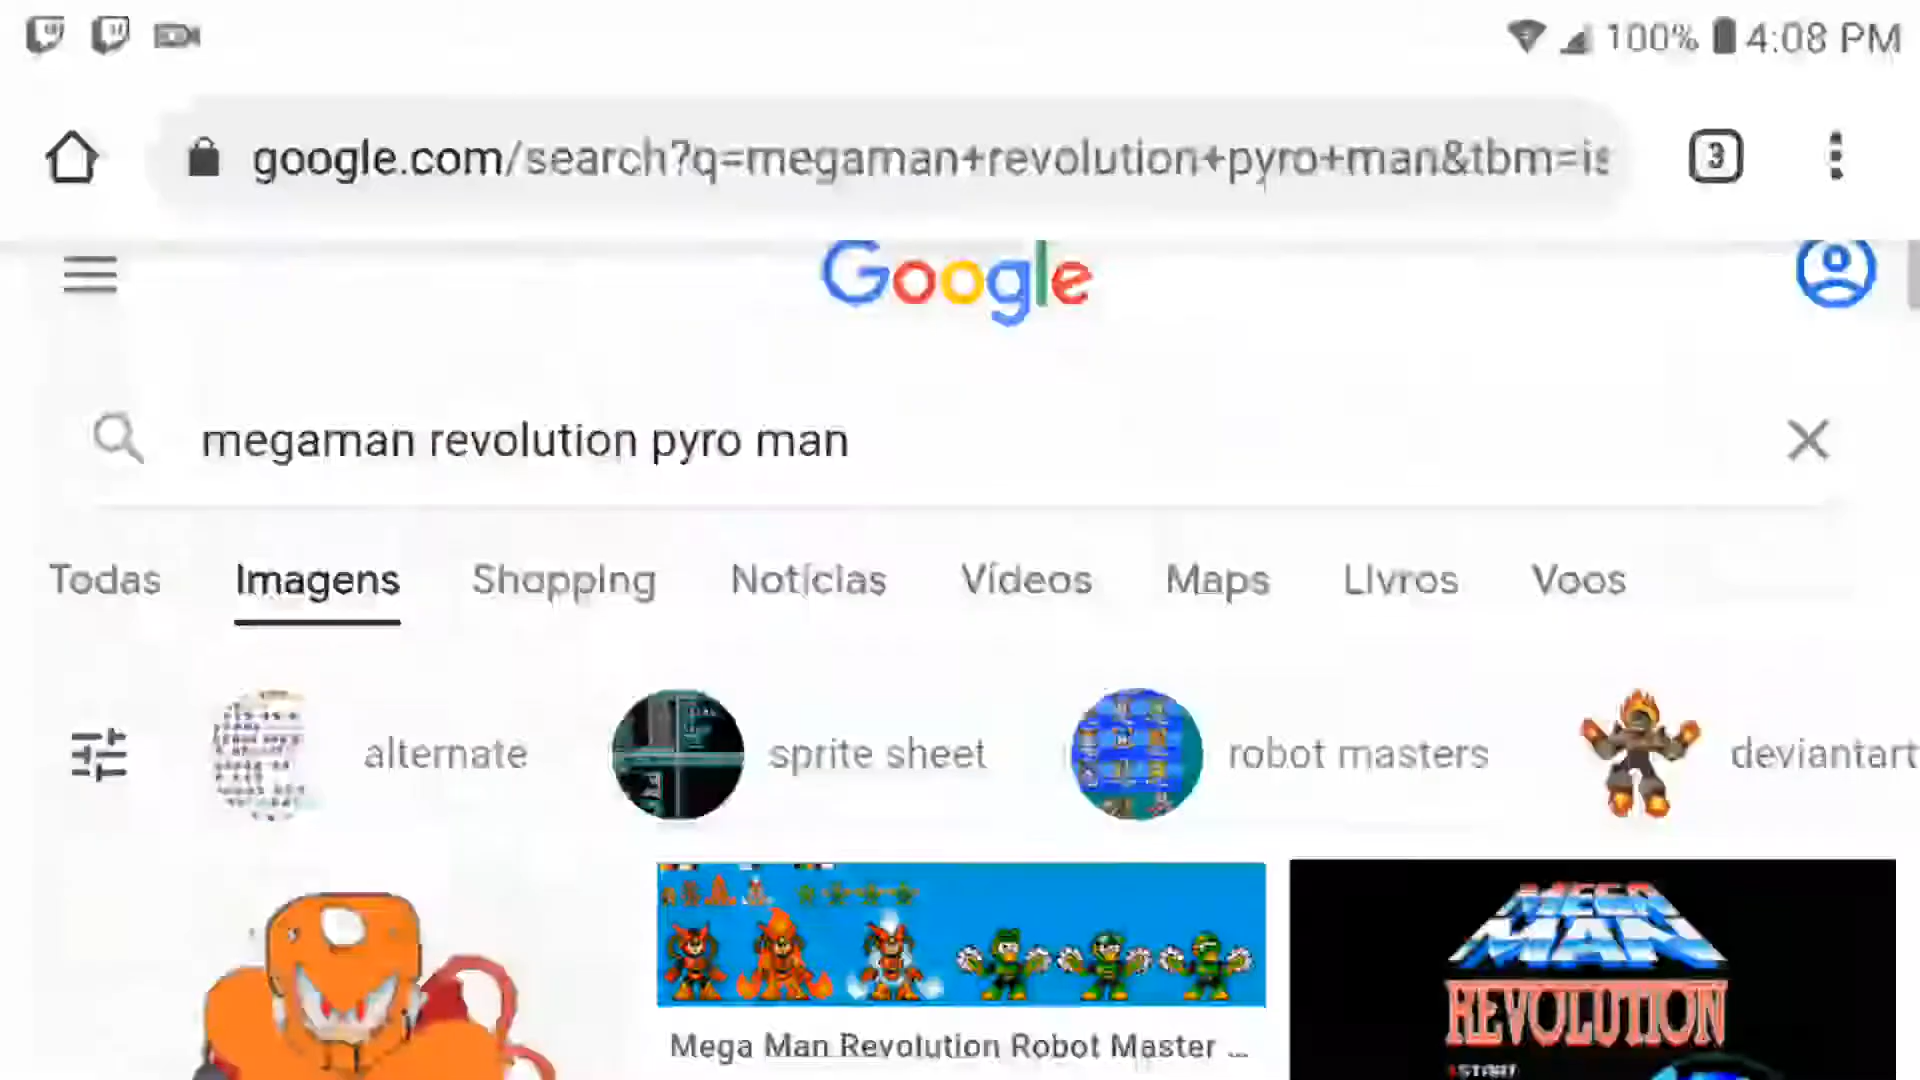 100% 4:08 PM
google.com/search?q=megaman+revolution+pyro+man&tbm=is
3
Google
megaman revolution pyro man
Todas Imagens Shopping Notícias Vídeos Maps Livros Voos
alternate sprite sheet robot masters deviantart
MEGA
MAN
REVOLUTION
START
Mega Man Revolution Robot Master ...